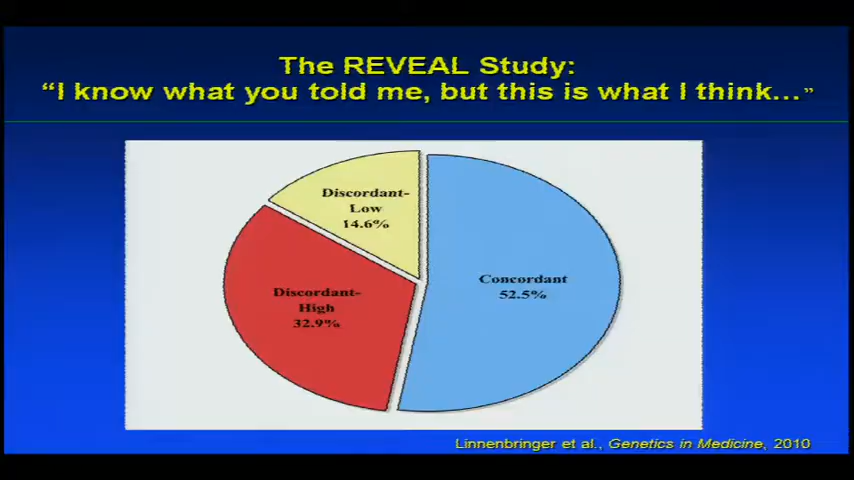 The REVEAL Study:
“I know what you told me, but this is what I think…”
Discordant-
Low
14.6%
Concordant
52.5%
Discordant-
High
32.9%
Linnenbringer et al., Genetics in Medicine, 2010